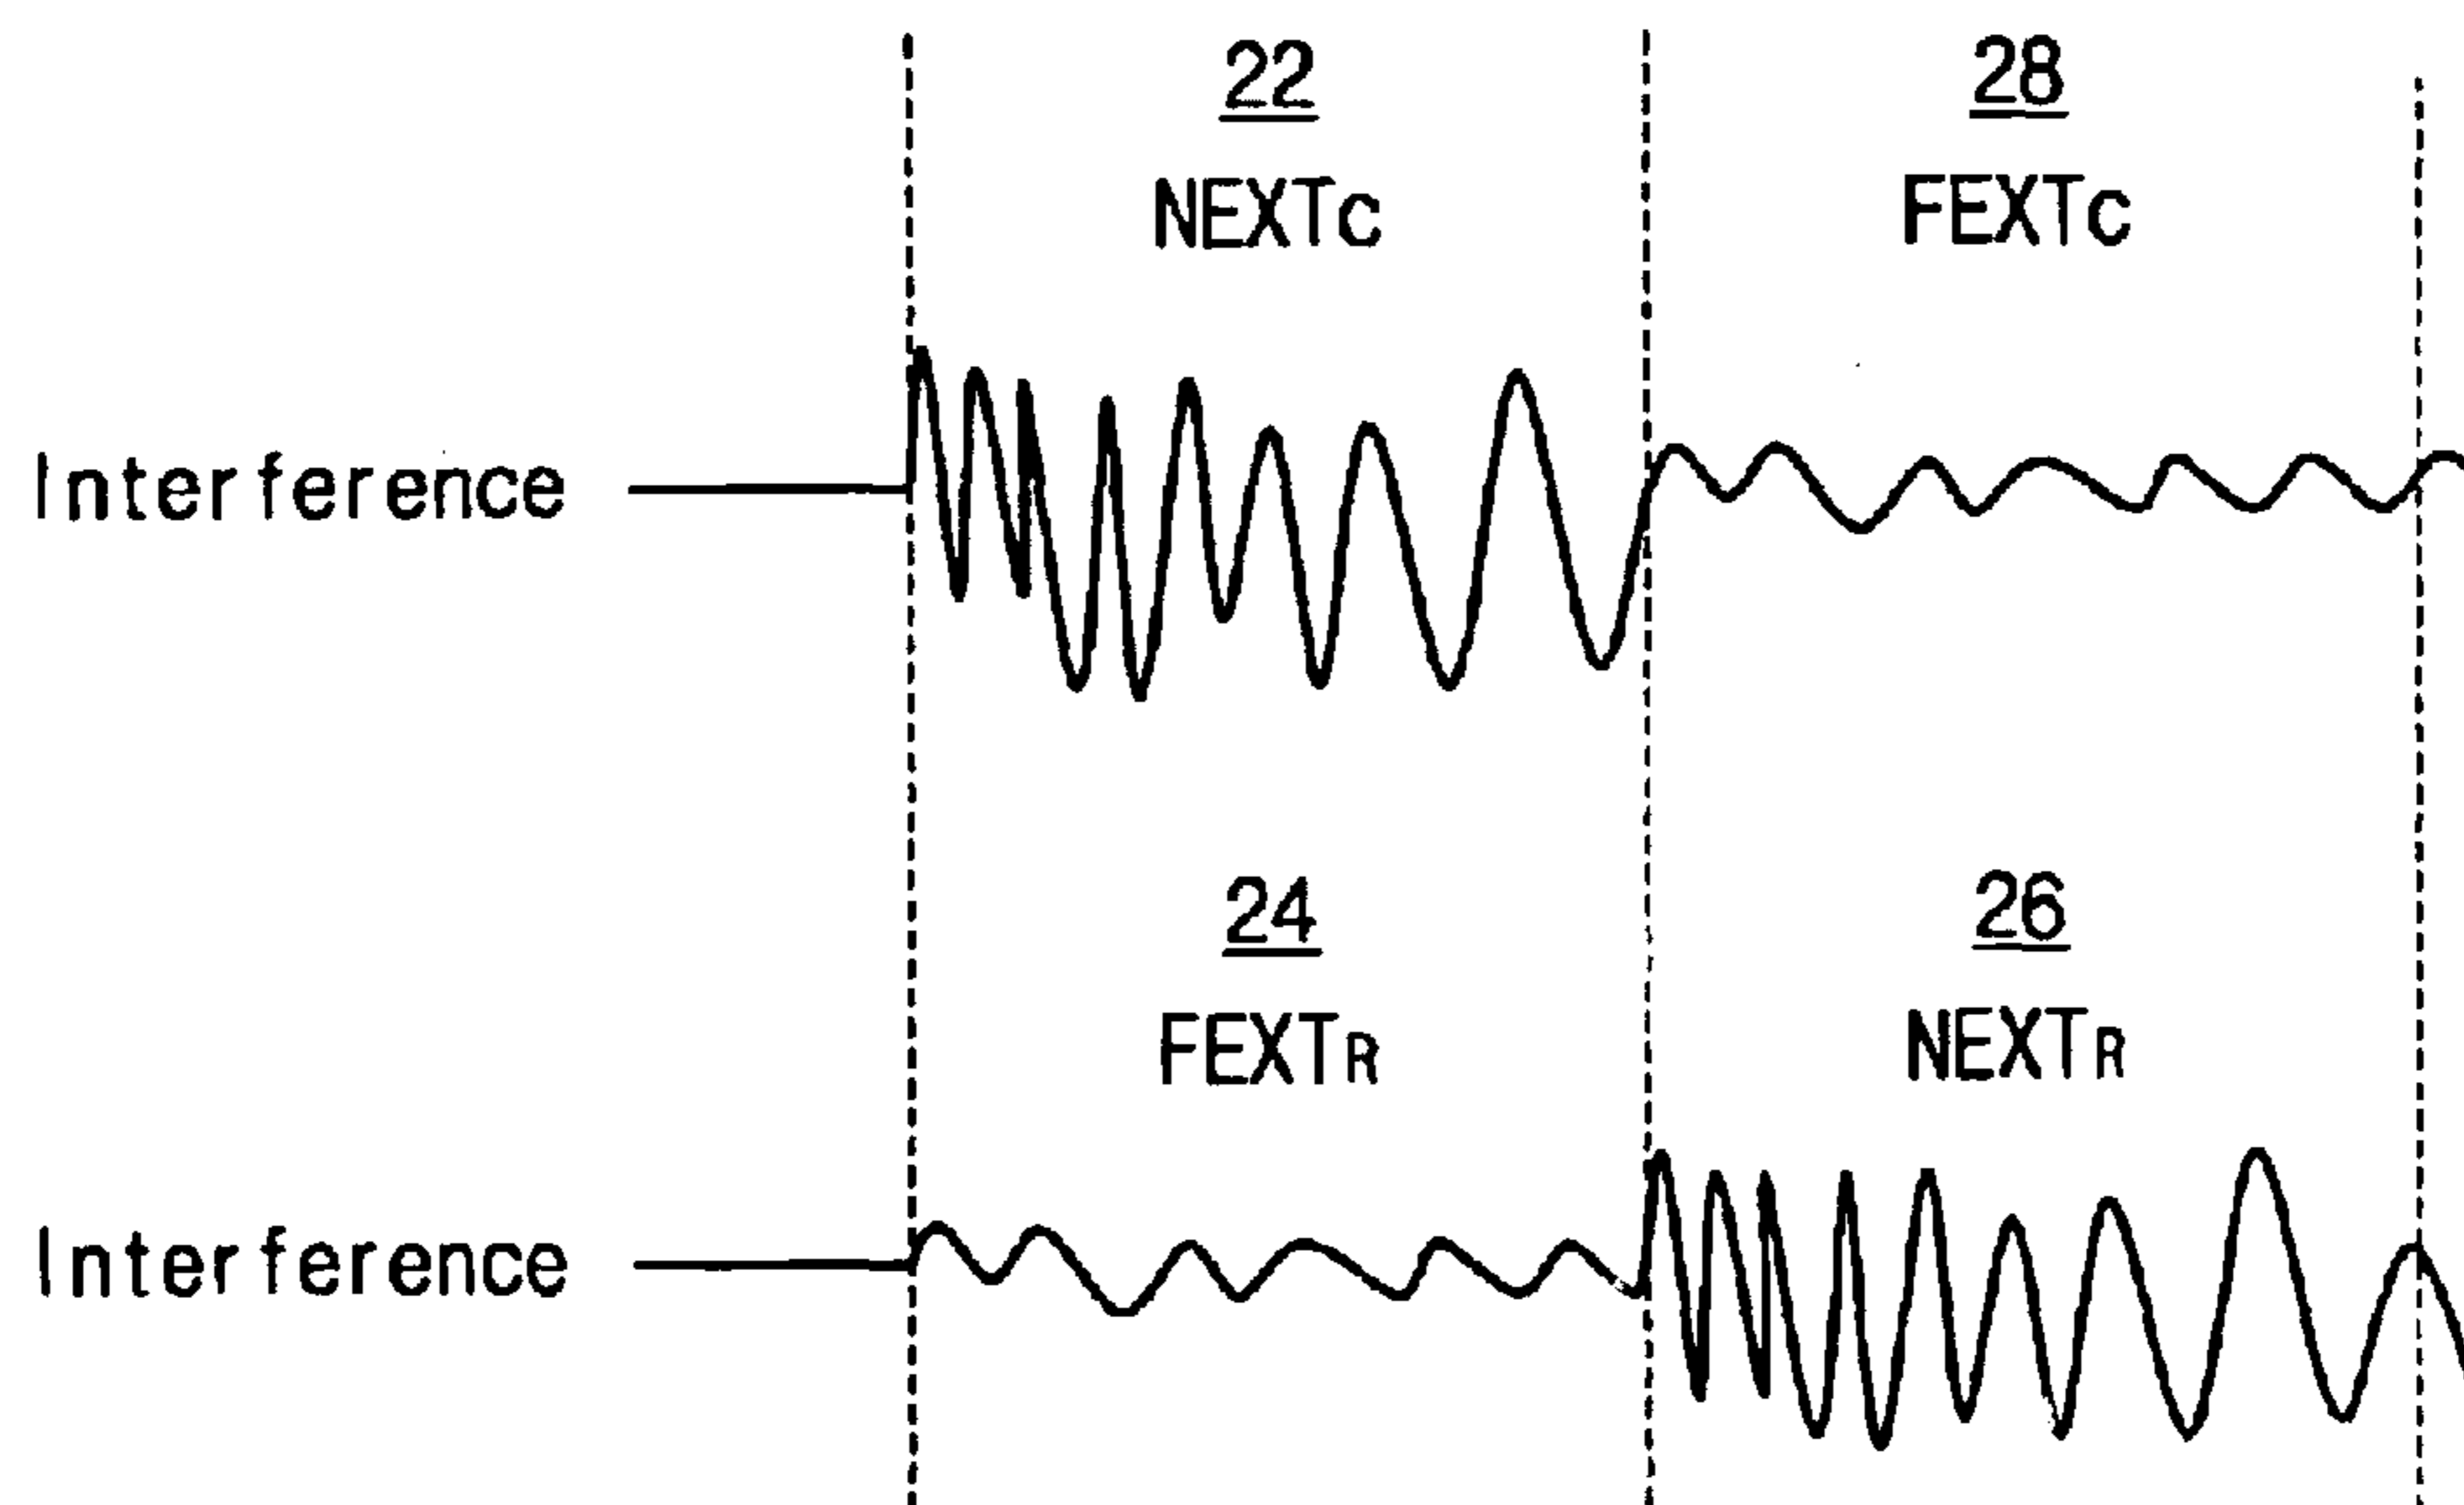 22
28
NEXTC
FEXTC
Interference
24
26
FEXTR
NEXTR
Interference